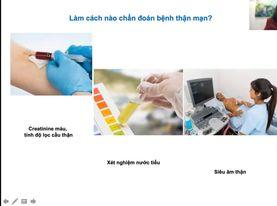 Làm cách nào chẩn đoán bệnh thận mạn?
Creatinine máu,
tính độ lọc cầu thận
Xét nghiệm nước tiểu
Siêu âm thận